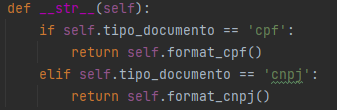 def __str__(self):
    if self.tipo_documento == 'cpf':
        return self.format_cpf()
    elif self.tipo_documento == 'cnpj':
        return self.format_cnpj()